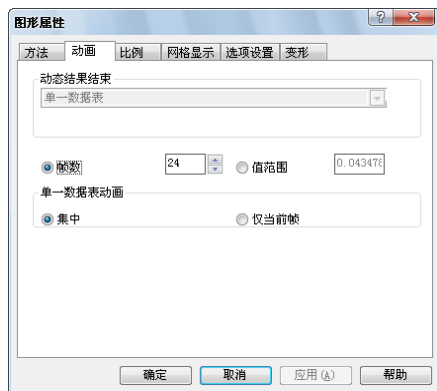 图形属性
方法 动画 比例 网格显示 选项设置 变形
动态结果结束
单一数据表
帧数 24 值范围 0.043478
单一数据表动画
集中 仅当前帧
确定 取消 应用(A) 帮助